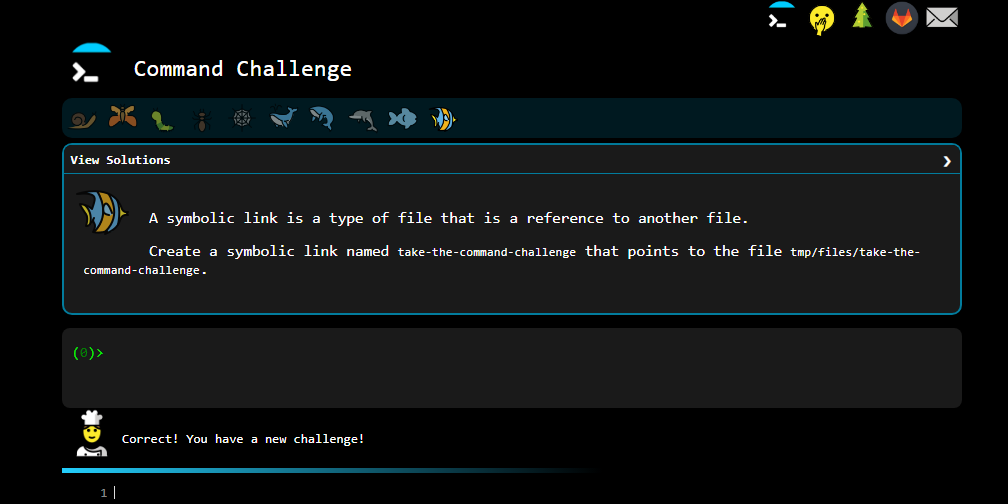 Command Challenge
View Solutions
A symbolic link is a type of file that is a reference to another file.
Create a symbolic link named take-the-command-challenge that points to the file tmp/files/take-the-
command-challenge.
(0)>
Correct! You have a new challenge!
1